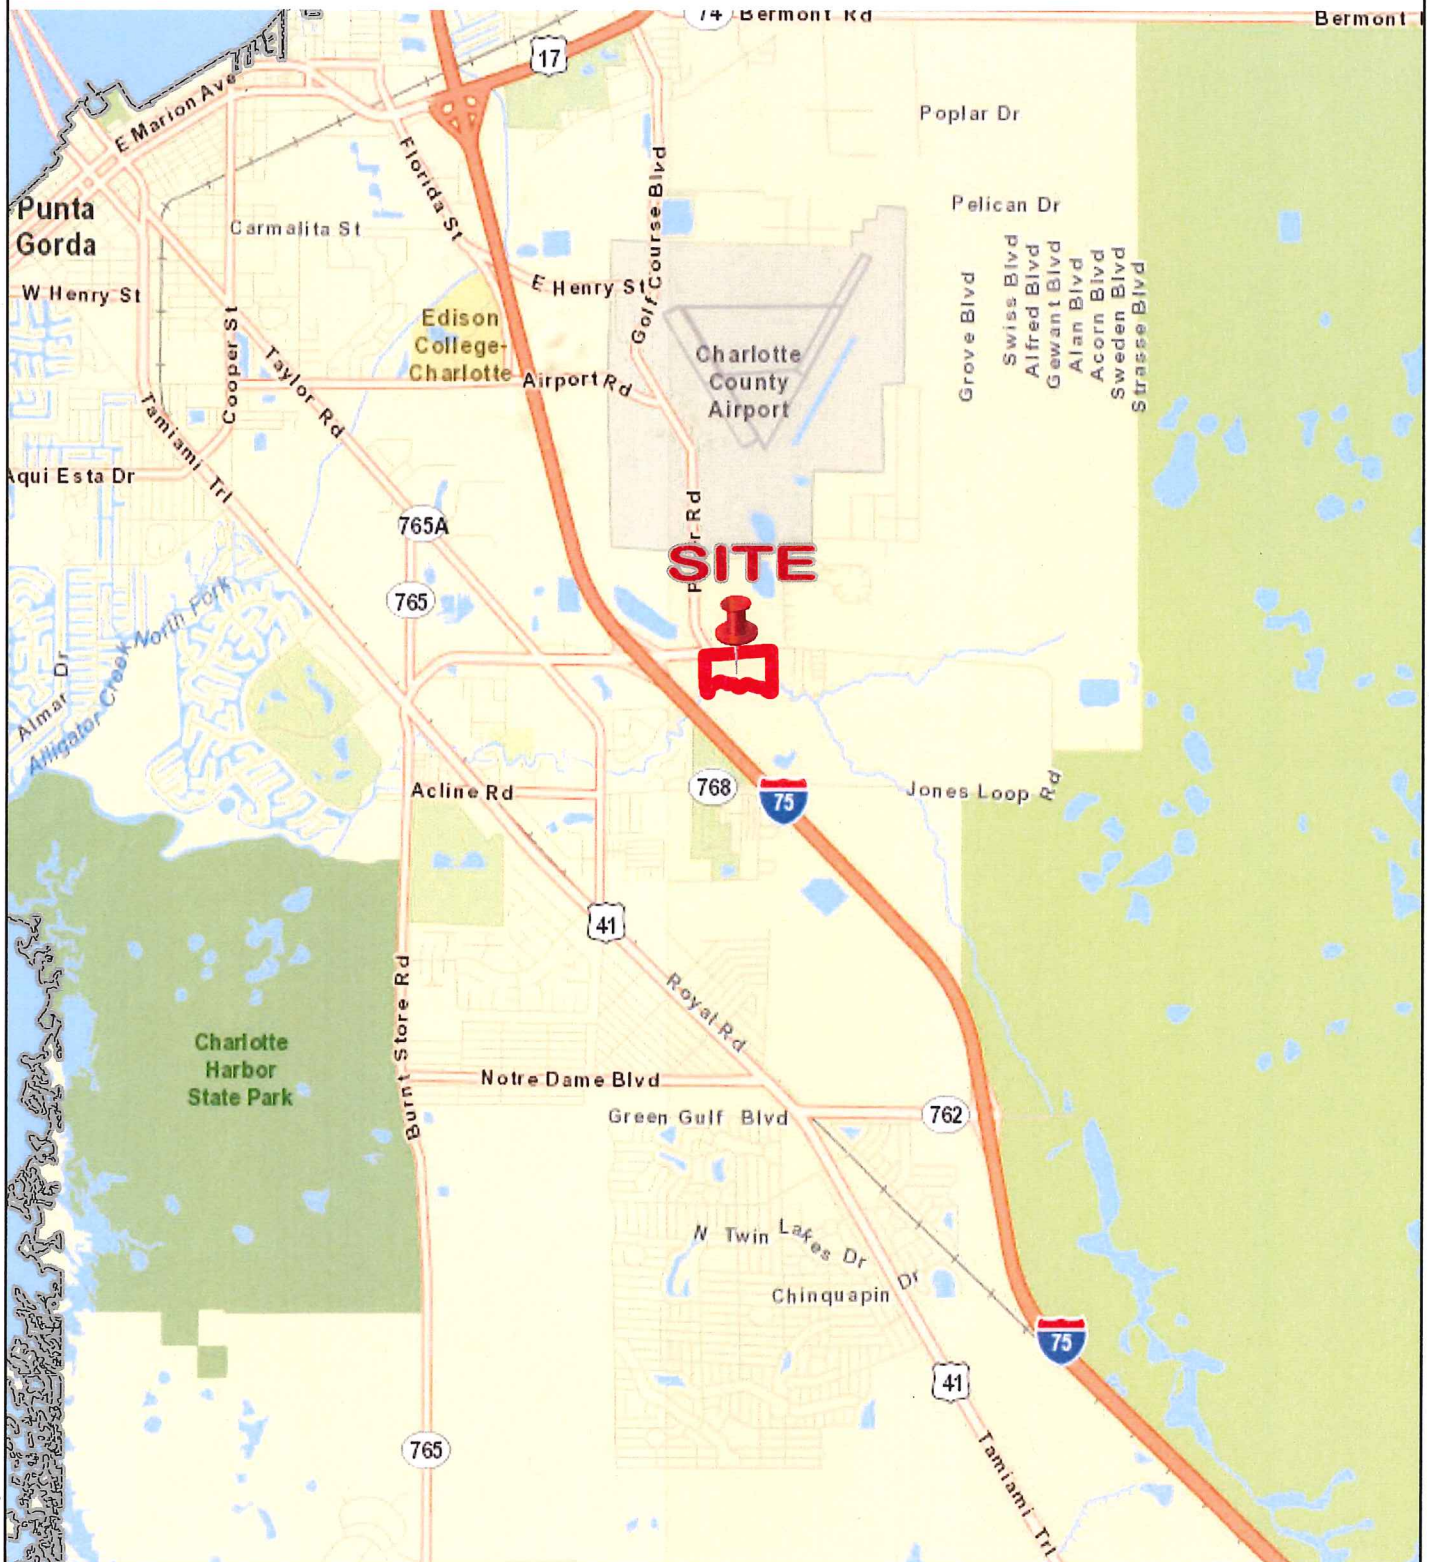 74
Bermont Rd
Bermont
17
E Marion Ave
Poplar Dr
Florida St
Golf Course Blvd
Punta
Gorda
Carmalita St
Pelican Dr
W Henry St
E Henry St
Grove Blvd
Swiss Blvd
Alfred Blvd
Gewant Blvd
Alan Blvd
Acorn Blvd
Sweden Blvd
Strasse Blvd
Edison
College-
Charlotte
Cooper St
Taylor Rd
Airport Rd
Charlotte
County
Airport
Tamiami Trl
Aqui Esta Dr
765A
Rd
SITE
765
North Fork
Alligator Creek
Almar Dr
Acline Rd
768
75
Jones Loop Rd
41
Royal Rd
Burnt Store Rd
Charlotte
Harbor
State Park
Notre Dame Blvd
Green Gulf Blvd
762
N Twin Lakes Dr
Chinquapin Dr
75
41
765
Tamiami Trl